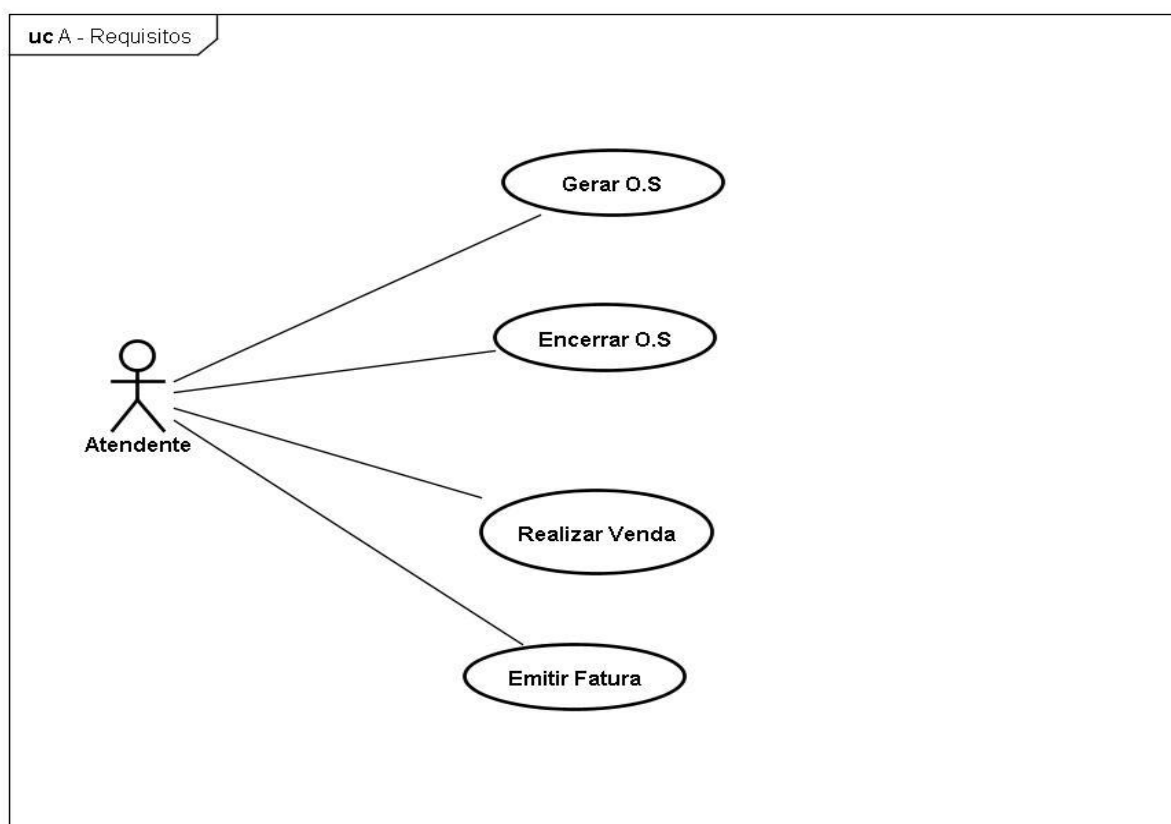 uc A - Requisitos
Gerar O.S
Encerrar O.S
Atendente
Realizar Venda
Emitir Fatura